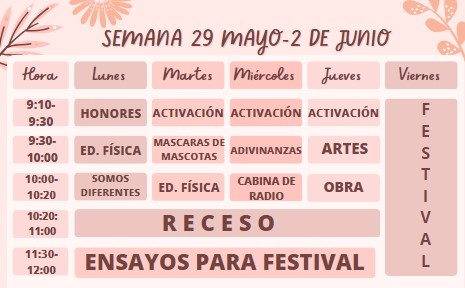 SEMANA 29 MAYO-2 DE JUNIO
Hora Lunes Martes Miércoles Jueves Viernes
9:10-
9:30
HONORES ACTIVACIÓN ACTIVACIÓN ACTIVACIÓN
9:30-
10:00
ED. FÍSICA
MASCARAS DE
MASCOTAS
ADIVINANZAS
ARTES
10:00-
10:20
SOMOS
DIFERENTES
ED. FÍSICA
CABINA DE
RADIO
OBRA
10:20:
11:00
RECESO
11:30-
12:00
ENSAYOS PARA FESTIVAL
F
E
S
T
I
V
A
L